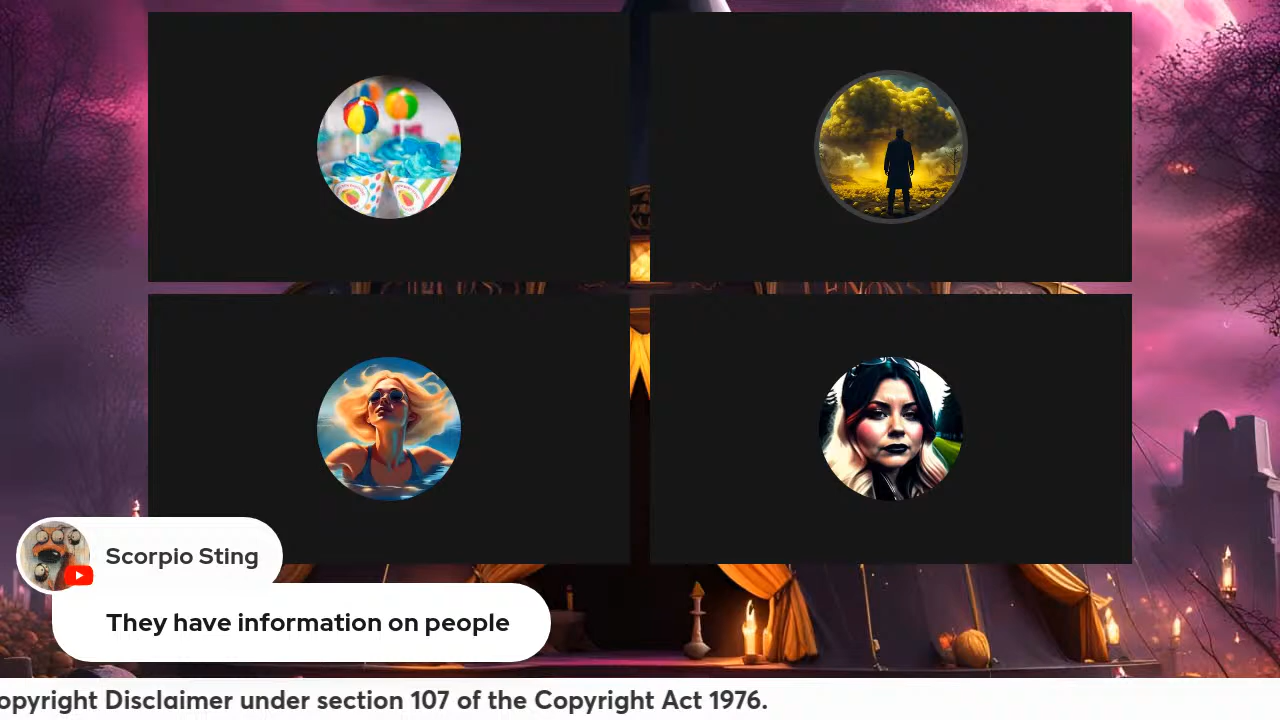 Scorpio Sting
They have information on people
opyright Disclaimer under section 107 of the Copyright Act 1976.